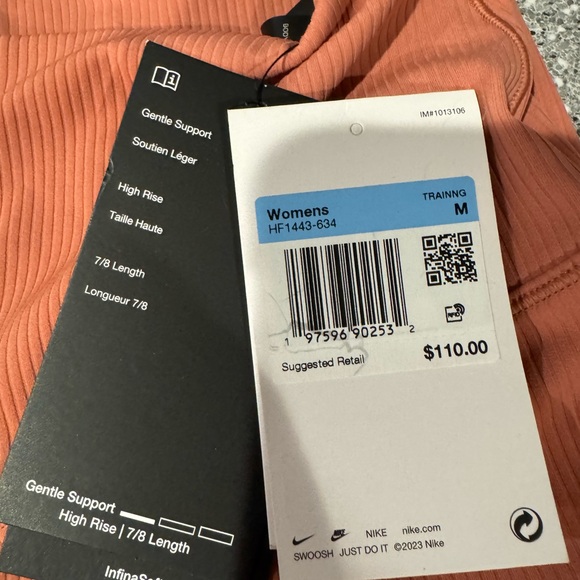 Gentle Support
Soutien Léger
High Rise
Taille Haute
7/8 Length
Longueur 7/8
Gentle Support
High Rise | 7/8 Length
IM#1013106
TRAINNG
Womens M
HF1443-634
1 97596 90253 2
Suggested Retail $110.00
NIKE nike.com
SWOOSH JUST DO IT ©2023 Nike